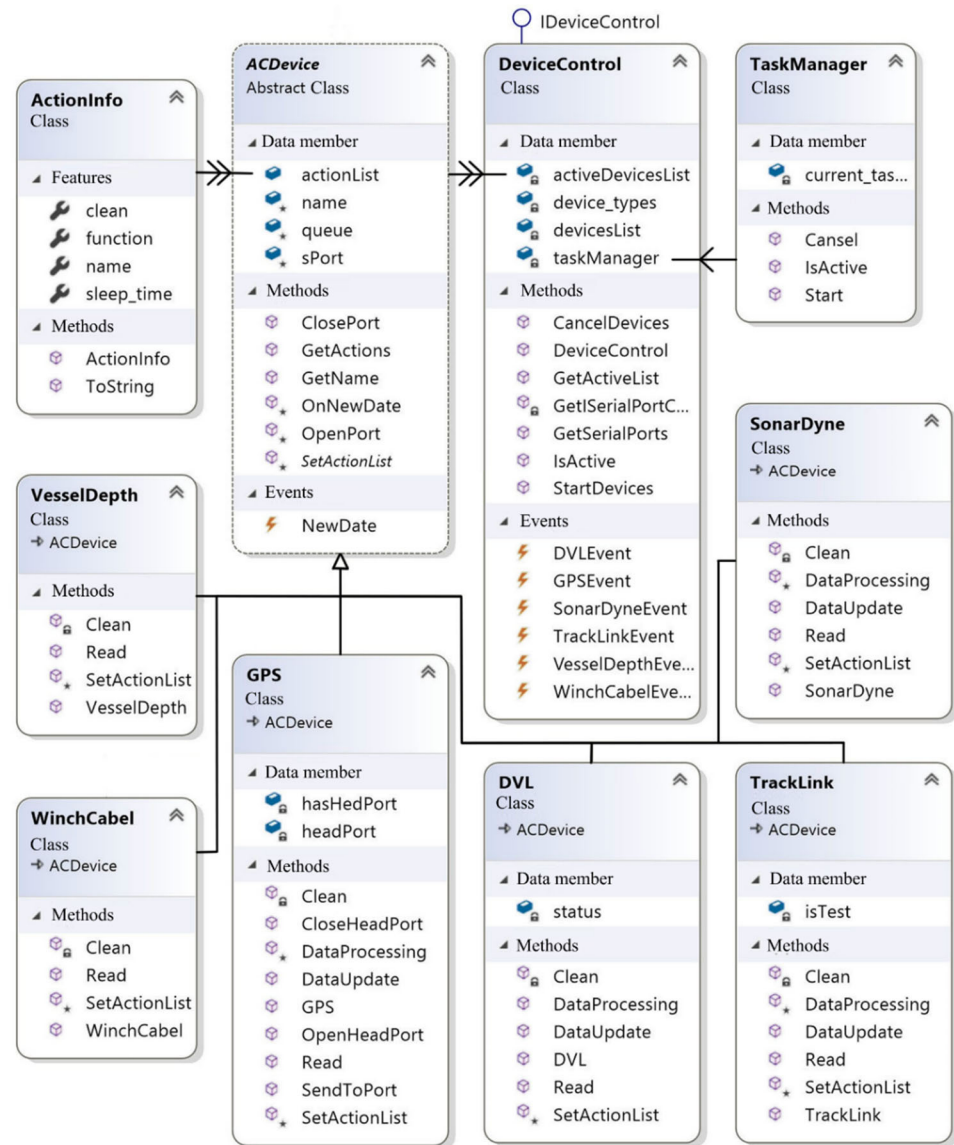 IDeviceControl
ActionInfo
Class
Features
clean
function
name
sleep_time
Methods
ActionInfo
ToString
ACDevice
Abstract Class
Data member
actionList
name
queue
sPort
Methods
ClosePort
GetActions
GetName
OnNewDate
OpenPort
SetActionList
Events
NewDate
DeviceControl
Class
Data member
activeDevicesList
device_types
devicesList
taskManager
Methods
CancelDevices
DeviceControl
GetActiveList
GetISerialPortC...
GetSerialPorts
IsActive
StartDevices
Events
DVLEvent
GPSEvent
SonarDyneEvent
TrackLinkEvent
VesselDepthEve...
WinchCabelEve...
TaskManager
Class
Data member
current_tas...
Methods
Cansel
IsActive
Start
VesselDepth
Class
ACDevice
Methods
Clean
Read
SetActionList
VesselDepth
SonarDyne
Class
ACDevice
Methods
Clean
DataProcessing
DataUpdate
Read
SetActionList
SonarDyne
WinchCabel
Class
ACDevice
Methods
Clean
Read
SetActionList
WinchCabel
GPS
Class
ACDevice
Data member
hasHedPort
headPort
Methods
Clean
CloseHeadPort
DataProcessing
DataUpdate
GPS
OpenHeadPort
Read
SendToPort
SetActionList
DVL
Class
ACDevice
Data member
status
Methods
Clean
DataProcessing
DataUpdate
DVL
Read
SetActionList
TrackLink
Class
ACDevice
Data member
isTest
Methods
Clean
DataProcessing
DataUpdate
Read
SetActionList
TrackLink